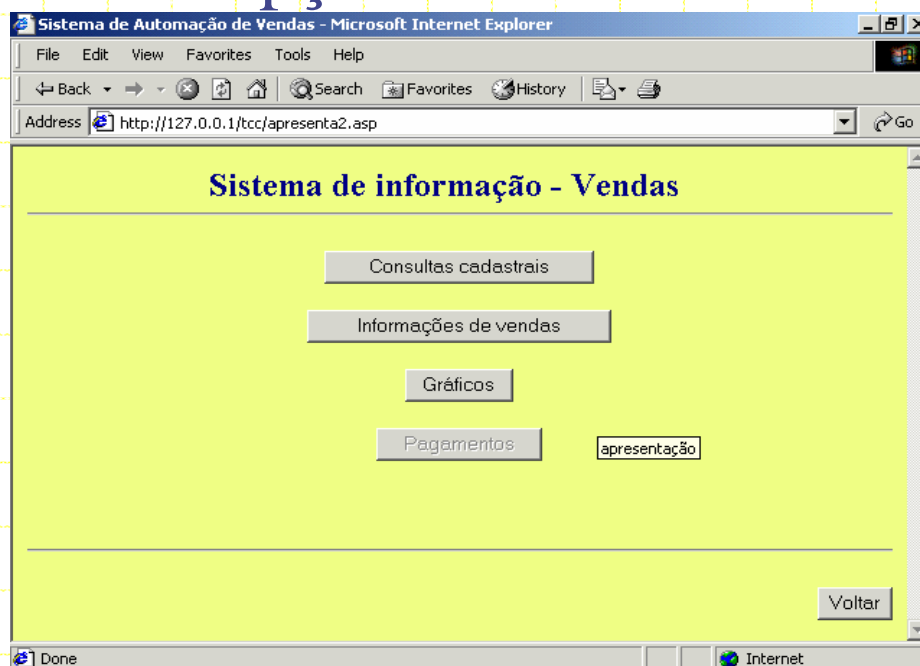 Sistema de Automação de Vendas - Microsoft Internet Explorer
File Edit View Favorites Tools Help
Back Search Favorites History
Address http://127.0.0.1/tcc/apresenta2.asp Go
Sistema de informação - Vendas
Consultas cadastrais
Informações de vendas
Gráficos
Pagamentos
apresentação
Voltar
Done Internet